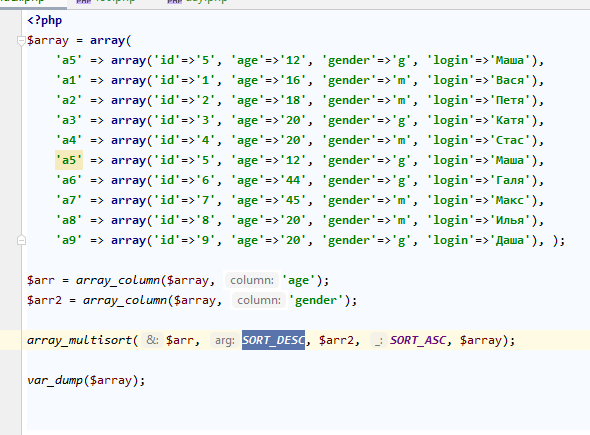 <?php
$array = array(
'a5' => array('id'=>'5', 'age'=>'12', 'gender'=>'g', 'login'=>'Маша'),
'a1' => array('id'=>'1', 'age'=>'16', 'gender'=>'m', 'login'=>'Вася'),
'a2' => array('id'=>'2', 'age'=>'18', 'gender'=>'m', 'login'=>'Петя'),
'a3' => array('id'=>'3', 'age'=>'20', 'gender'=>'g', 'login'=>'Катя'),
'a4' => array('id'=>'4', 'age'=>'20', 'gender'=>'m', 'login'=>'Стас'),
'a5' => array('id'=>'5', 'age'=>'12', 'gender'=>'g', 'login'=>'Маша'),
'a6' => array('id'=>'6', 'age'=>'44', 'gender'=>'g', 'login'=>'Галя'),
'a7' => array('id'=>'7', 'age'=>'45', 'gender'=>'m', 'login'=>'Макс'),
'a8' => array('id'=>'8', 'age'=>'20', 'gender'=>'m', 'login'=>'Илья'),
'a9' => array('id'=>'9', 'age'=>'20', 'gender'=>'g', 'login'=>'Даша'), );
$arr = array_column($array, column: 'age');
$arr2 = array_column($array, column: 'gender');
array_multisort( &: $arr, arg: SORT_DESC, $arr2, _: SORT_ASC, $array);
var_dump($array);